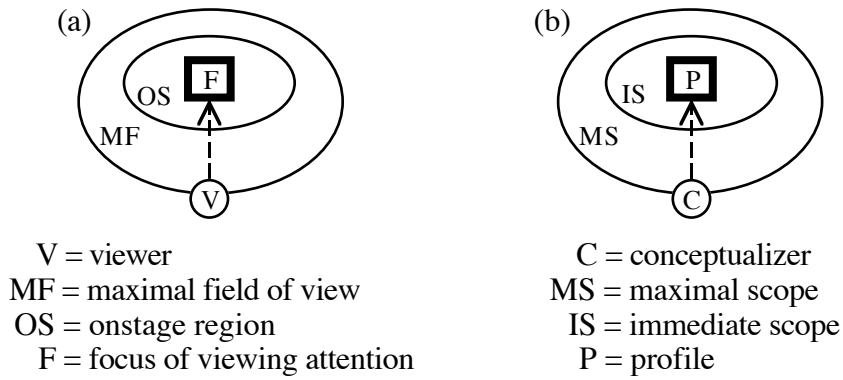 (a)
F
OS
MF
V
V = viewer
MF = maximal field of view
OS = onstage region
F = focus of viewing attention
(b)
P
IS
MS
C
C = conceptualizer
MS = maximal scope
IS = immediate scope
P = profile